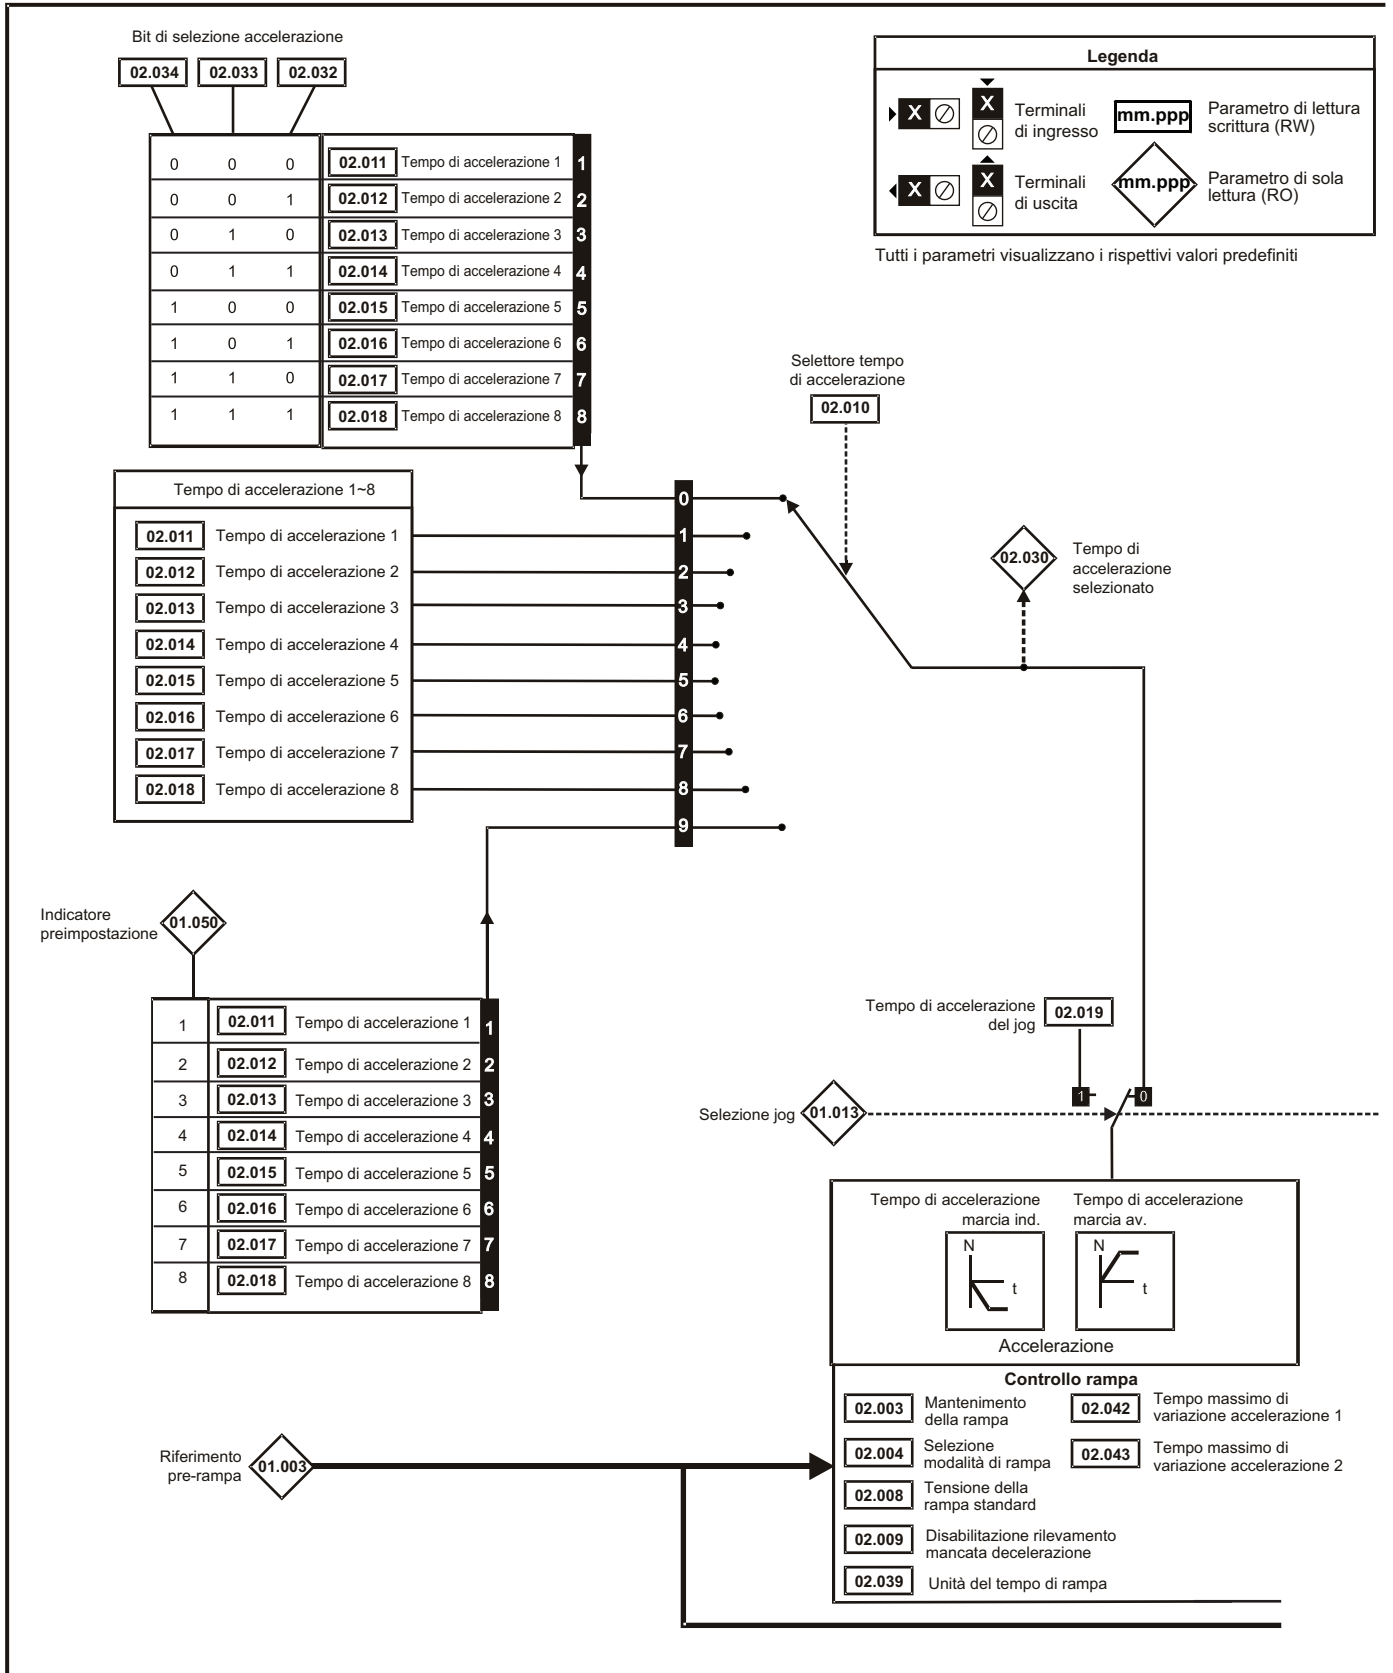 Bit di selezione accelerazione
02.034 02.033 02.032
0 0 0 02.011 Tempo di accelerazione 1 1
0 0 1 02.012 Tempo di accelerazione 2 2
0 1 0 02.013 Tempo di accelerazione 3 3
0 1 1 02.014 Tempo di accelerazione 4 4
1 0 0 02.015 Tempo di accelerazione 5 5
1 0 1 02.016 Tempo di accelerazione 6 6
1 1 0 02.017 Tempo di accelerazione 7 7
1 1 1 02.018 Tempo di accelerazione 8 8
Legenda
X X
Terminali
di ingresso
mm.ppp
Parametro di lettura
scrittura (RW)
X X
Terminali
di uscita
mm.ppp
Parametro di sola
lettura (RO)
Tutti i parametri visualizzano i rispettivi valori predefiniti
Selettore tempo
di accelerazione
02.010
Tempo di accelerazione 1~8
02.011 Tempo di accelerazione 1
02.012 Tempo di accelerazione 2
02.013 Tempo di accelerazione 3
02.014 Tempo di accelerazione 4
02.015 Tempo di accelerazione 5
02.016 Tempo di accelerazione 6
02.017 Tempo di accelerazione 7
02.018 Tempo di accelerazione 8
0
1
2
3
4
5
6
7
8
9
02.030
Tempo di
accelerazione
selezionato
Indicatore
preimpostazione
01.050
1 02.011 Tempo di accelerazione 1 1
2 02.012 Tempo di accelerazione 2 2
3 02.013 Tempo di accelerazione 3 3
4 02.014 Tempo di accelerazione 4 4
5 02.015 Tempo di accelerazione 5 5
6 02.016 Tempo di accelerazione 6 6
7 02.017 Tempo di accelerazione 7 7
8 02.018 Tempo di accelerazione 8 8
Tempo di accelerazione
del jog
02.019
1 0
Selezione jog 01.013
Tempo di accelerazione
marcia ind.
N
t
Tempo di accelerazione
marcia av.
N
t
Accelerazione
Controllo rampa
02.003 Mantenimento
della rampa
02.042 Tempo massimo di
variazione accelerazione 1
02.004 Selezione
modalità di rampa
02.043 Tempo massimo di
variazione accelerazione 2
02.008 Tensione della
rampa standard
02.009 Disabilitazione rilevamento
mancata decelerazione
02.039 Unità del tempo di rampa
Riferimento
pre-rampa
01.003